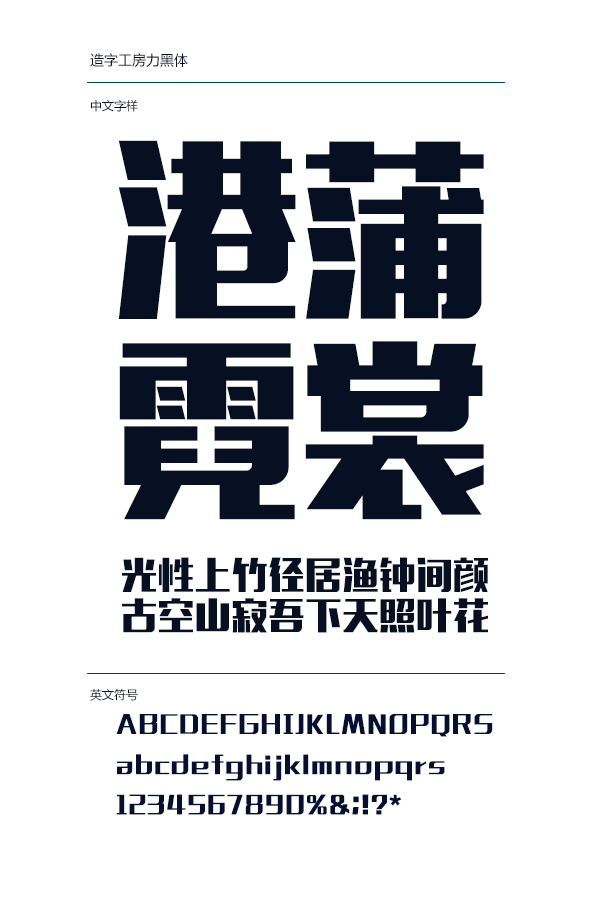 造字工房力黑体
中文字样
港蒲
霓裳
光性上竹径居渔钟间颜
古空山寂吾下天照叶花
英文符号
ABCDEFGHIJKLMNOPQRS
abcdefghijklmnopqrs
1234567890%&;!?*